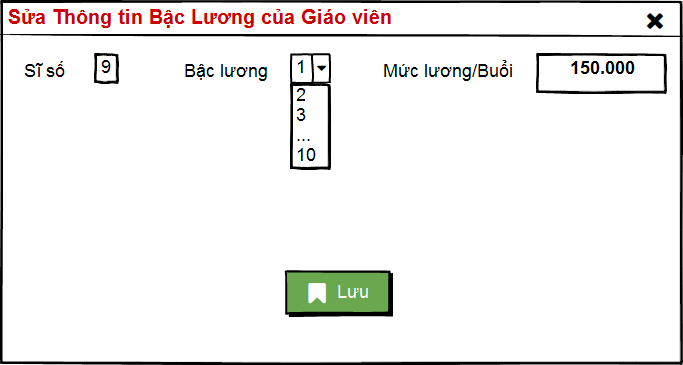 Sửa Thông tin Bậc Lương của Giáo viên
Sĩ số 9 Bậc lương 1 Mức lương/Buổi 150.000
2
3
...
10
Lưu